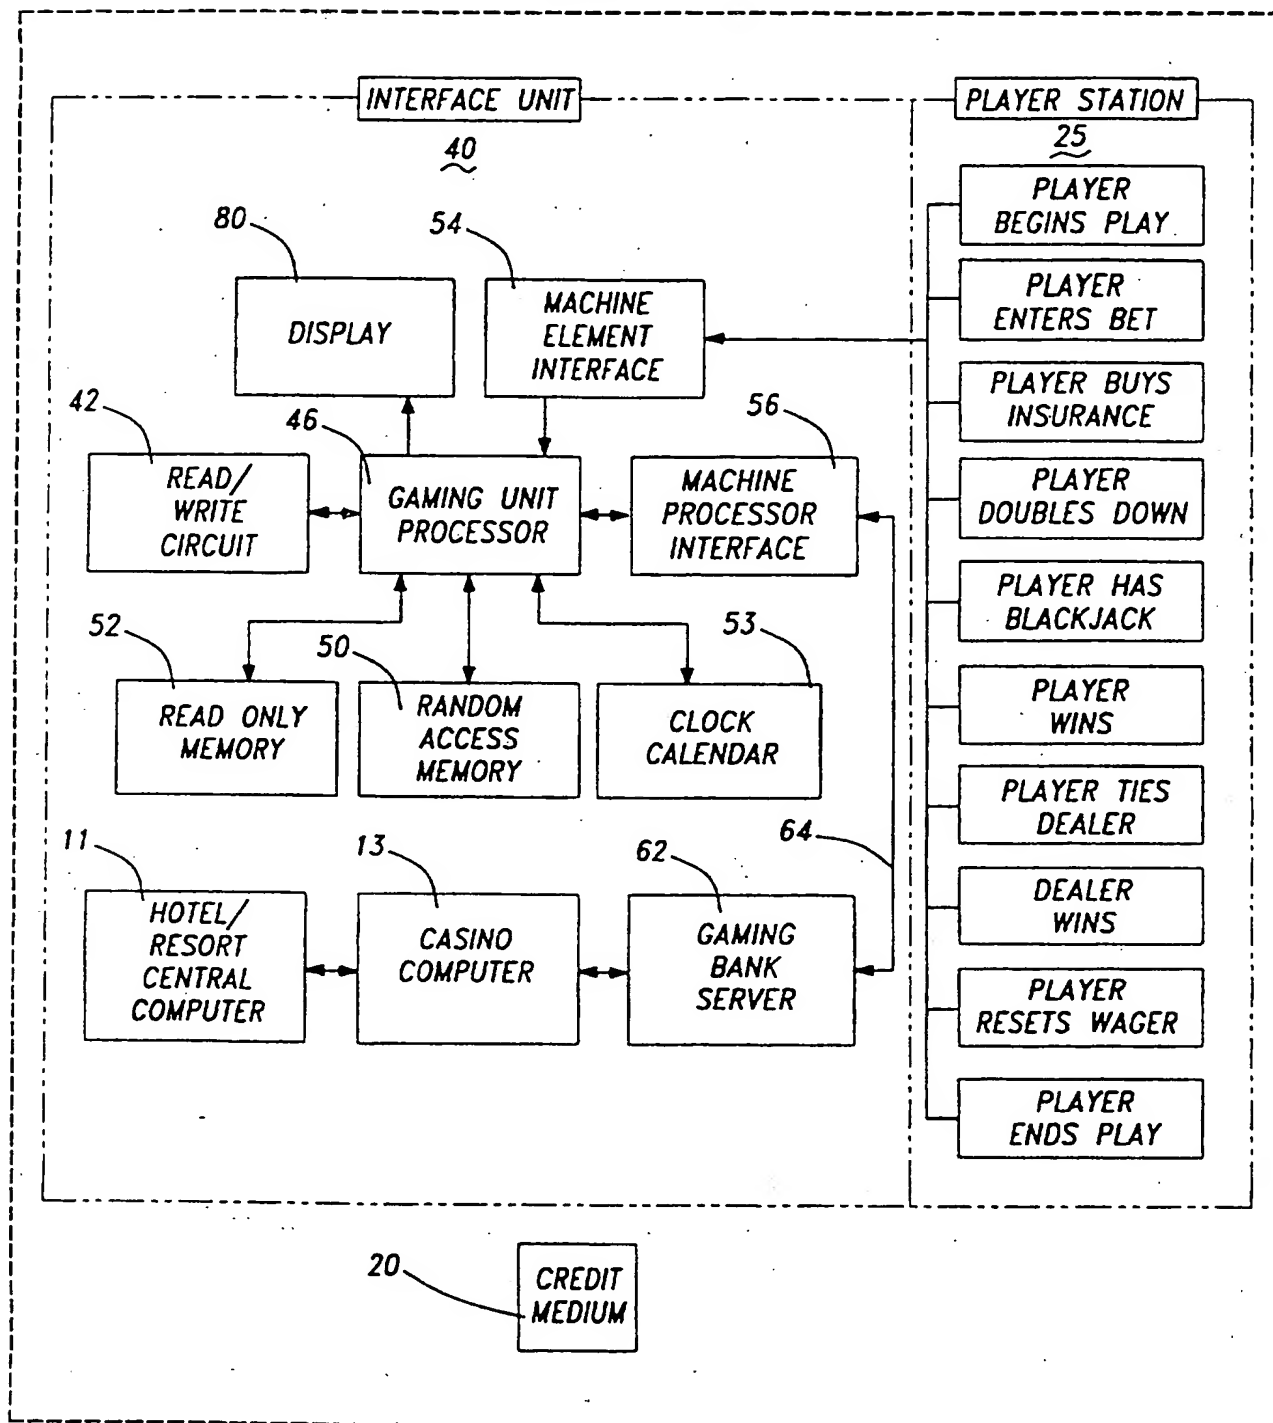 INTERFACE UNIT
40
PLAYER STATION
25
80
DISPLAY
54
MACHINE
ELEMENT
INTERFACE
42
READ/
WRITE
CIRCUIT
46
GAMING UNIT
PROCESSOR
56
MACHINE
PROCESSOR
INTERFACE
52
READ ONLY
MEMORY
50
RANDOM
ACCESS
MEMORY
53
CLOCK
CALENDAR
11
HOTEL/
RESORT
CENTRAL
COMPUTER
13
CASINO
COMPUTER
62
GAMING
BANK
SERVER
64
PLAYER
BEGINS PLAY
PLAYER
ENTERS BET
PLAYER BUYS
INSURANCE
PLAYER
DOUBLES DOWN
PLAYER HAS
BLACKJACK
PLAYER
WINS
PLAYER TIES
DEALER
DEALER
WINS
PLAYER
RESETS WAGER
PLAYER
ENDS PLAY
20
CREDIT
MEDIUM